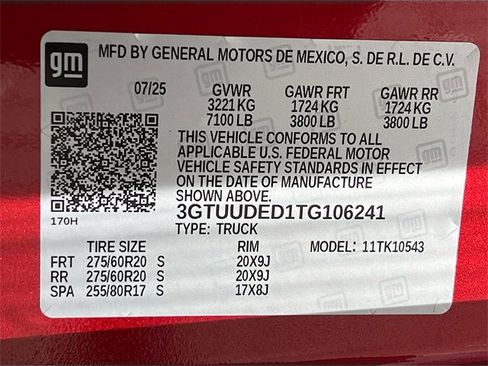 gm
MFD BY GENERAL MOTORS DE MEXICO, S. DE R.L. DE C.V.
07/25 GVWR GAWR FRT GAWR RR
3221 KG 1724 KG 1724 KG
7100 LB 3800 LB 3800 LB
THIS VEHICLE CONFORMS TO ALL
APPLICABLE U.S. FEDERAL MOTOR
VEHICLE SAFETY STANDARDS IN EFFECT
ON THE DATE OF MANUFACTURE
SHOWN ABOVE.
170H
3GTUUDED1TG106241
TYPE: TRUCK
TIRE SIZE RIM MODEL: 11TK10543
FRT 275/60R20 S 20X9J
RR 275/60R20 S 20X9J
SPA 255/80R17 S 17X8J